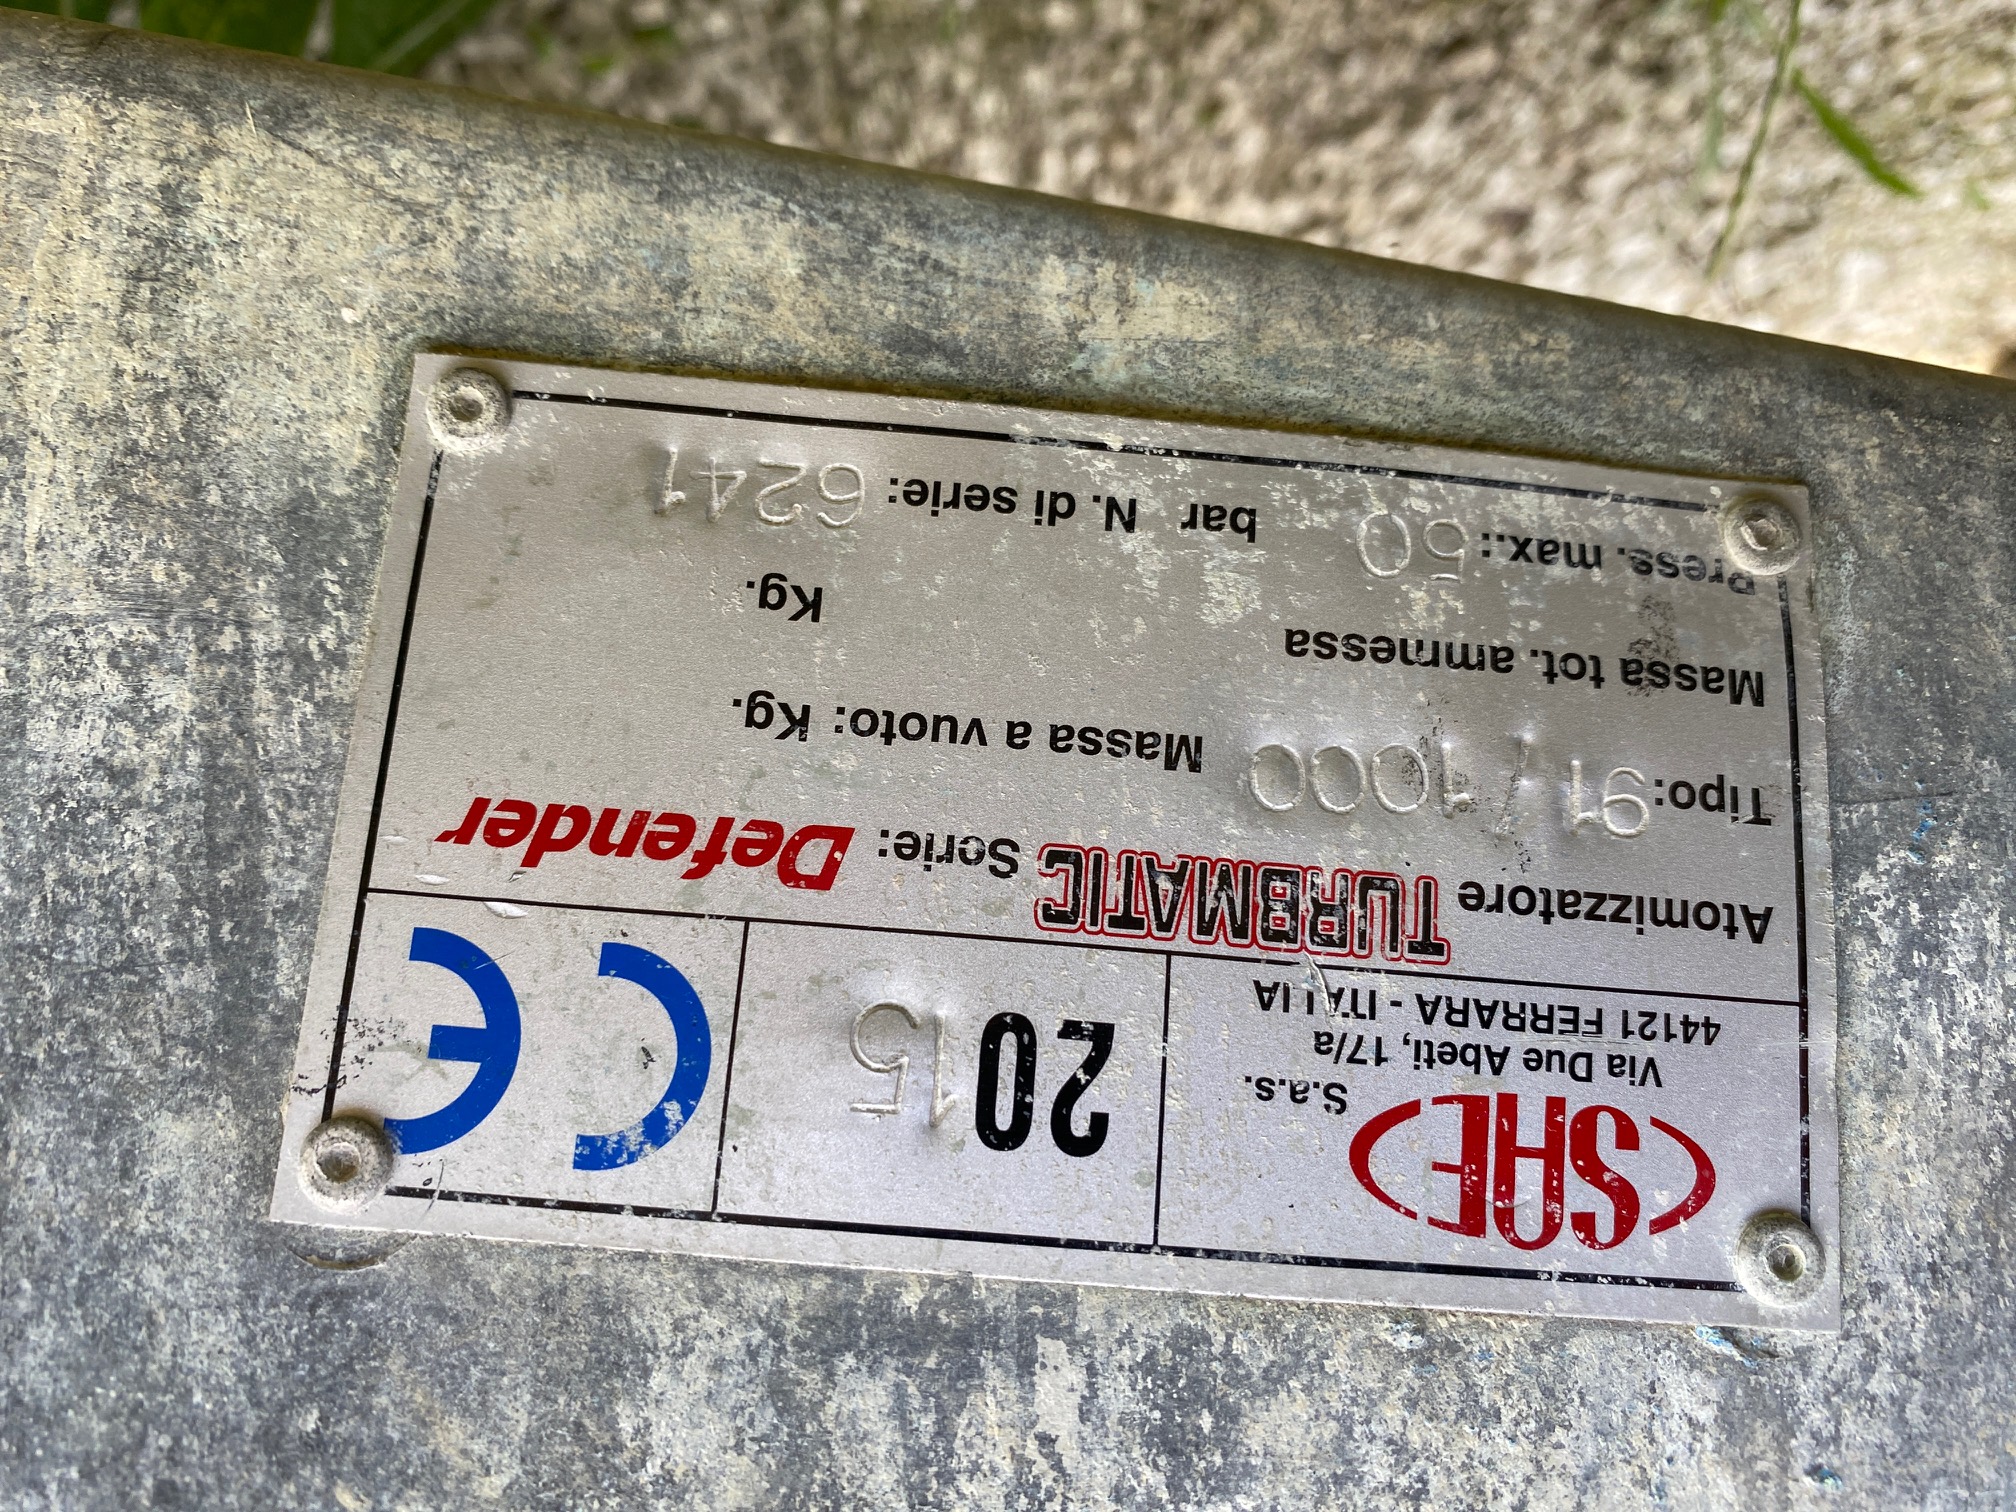 SAE S.a.s.
Via Due Abeti, 17/a
44121 FERRARA - ITALIA
2015
CE
Atomizzatore TURBMATIC Serie: Defender
Tipo: 91/1000 Massa a vuoto: Kg.
Massa tot. ammessa Kg.
Press. max.: 50 bar N. di serie: 6241